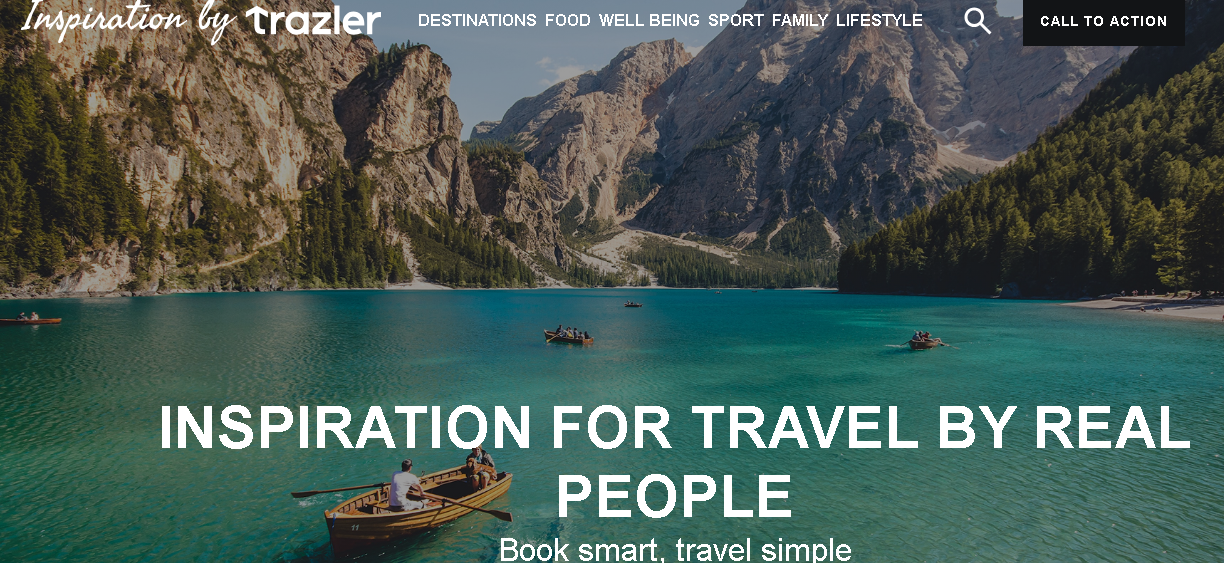 Inspiration by trazler
DESTINATIONS FOOD WELL BEING SPORT FAMILY LIFESTYLE
CALL TO ACTION
INSPIRATION FOR TRAVEL BY REAL
PEOPLE
Book smart, travel simple
11